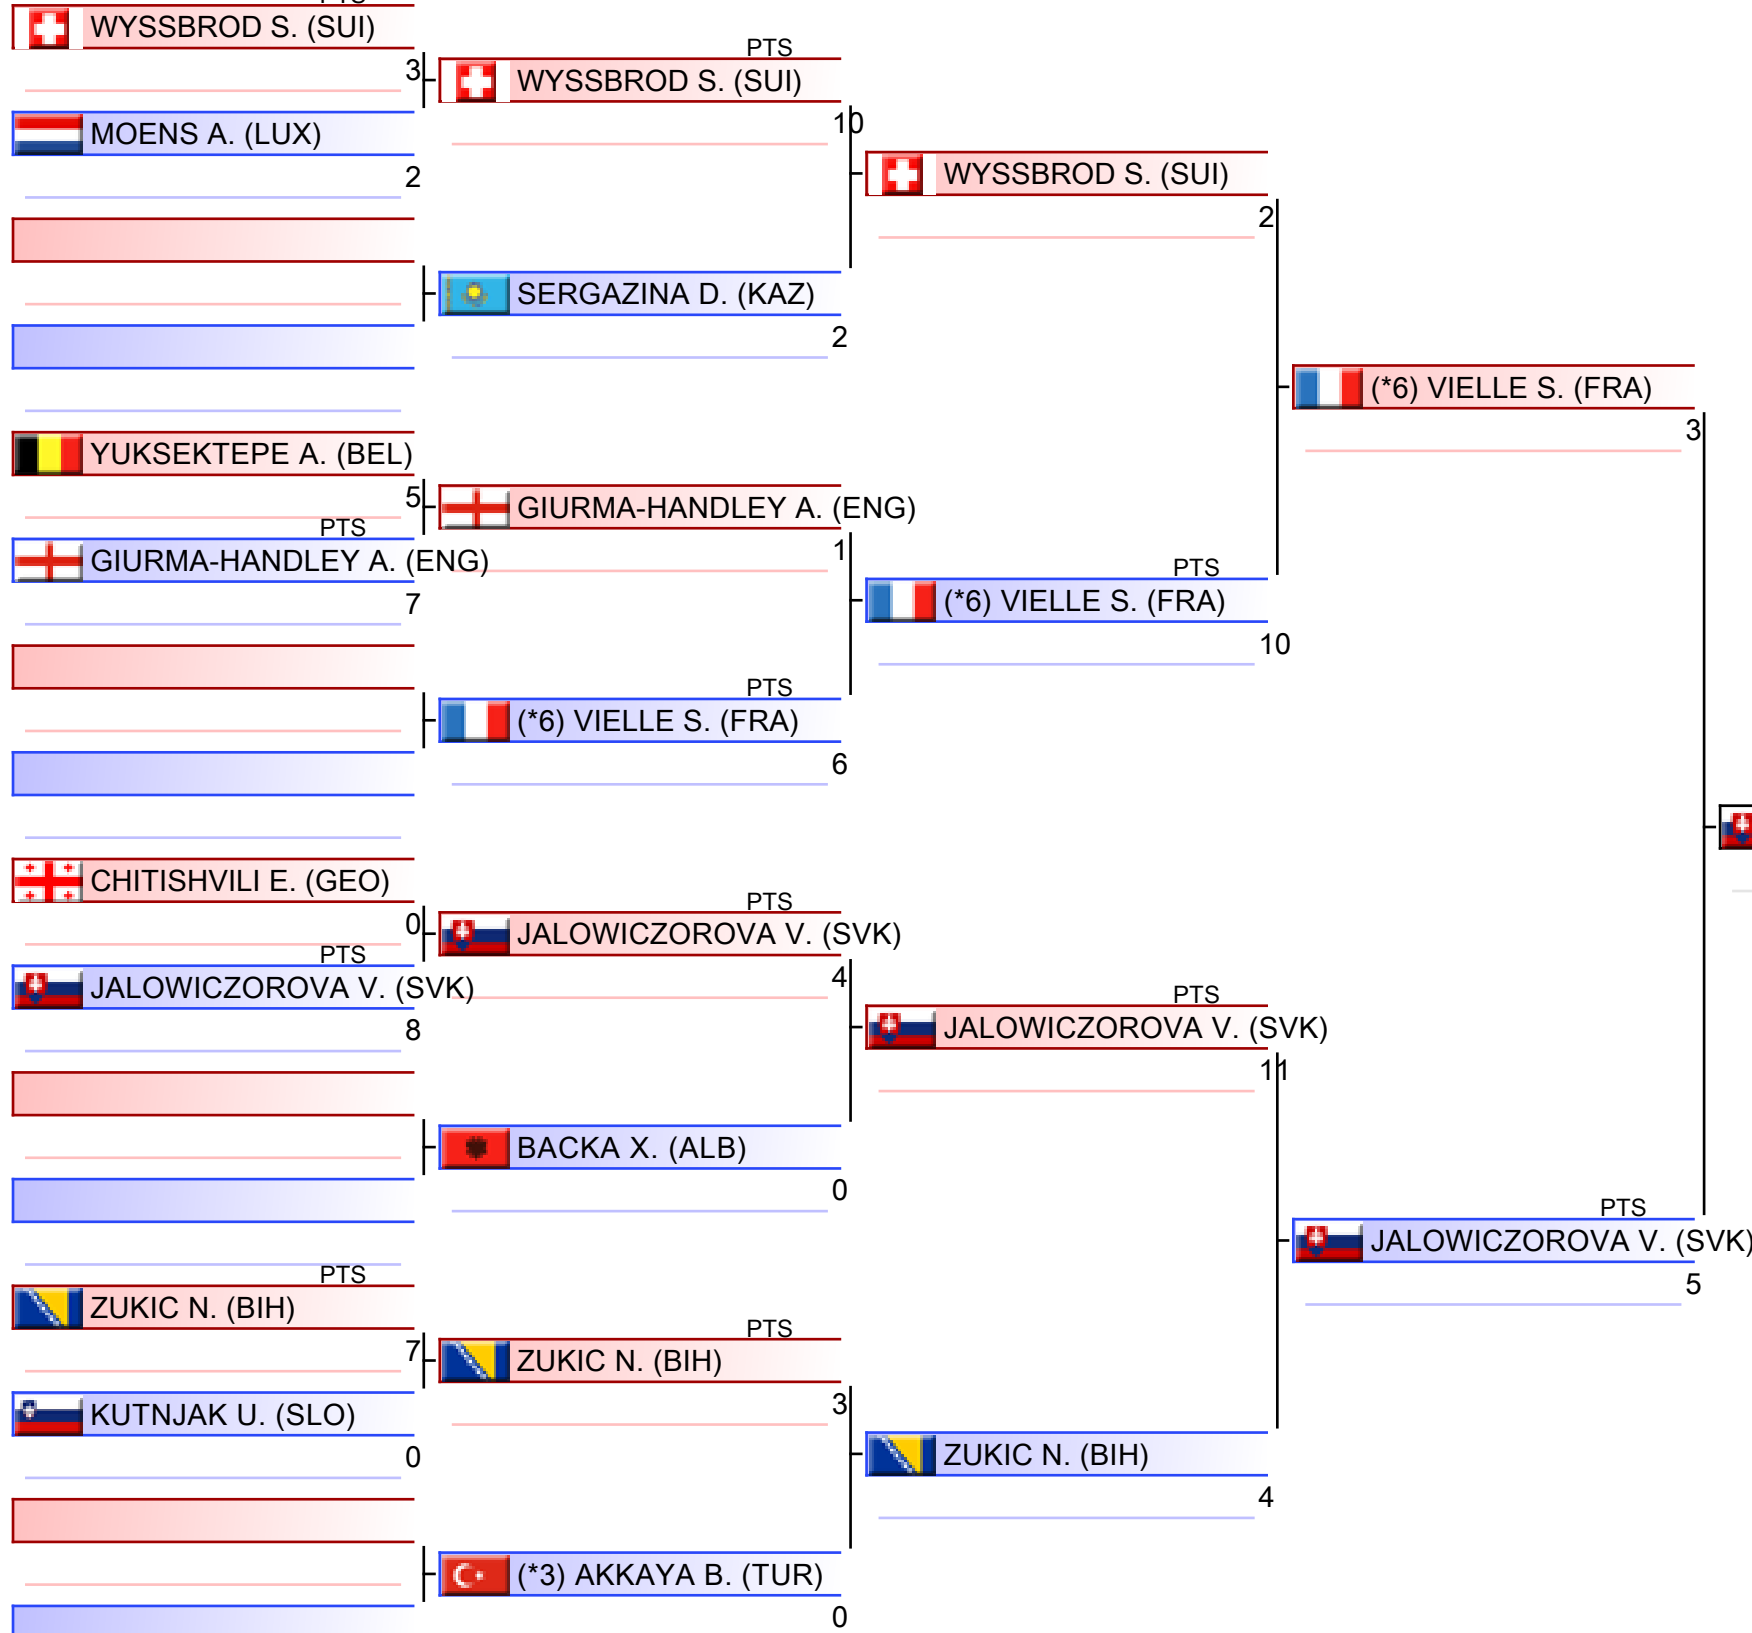 PTS
WYSSBROD S. (SUI)
3
MOENS A. (LUX)
2
YUKSEKTEPE A. (BEL)
5
PTS
GIURMA-HANDLEY A. (ENG)
7
CHITISHVILI E. (GEO)
0
PTS
JALOWICZOROVA V. (SVK)
8
PTS
ZUKIC N. (BIH)
7
KUTNJAK U. (SLO)
0
PTS
WYSSBROD S. (SUI)
10
SERGAZINA D. (KAZ)
2
GIURMA-HANDLEY A. (ENG)
1
PTS
(*6) VIELLE S. (FRA)
6
PTS
JALOWICZOROVA V. (SVK)
4
BACKA X. (ALB)
0
PTS
ZUKIC N. (BIH)
3
(*3) AKKAYA B. (TUR)
0
WYSSBROD S. (SUI)
2
PTS
(*6) VIELLE S. (FRA)
10
PTS
JALOWICZOROVA V. (SVK)
11
ZUKIC N. (BIH)
4
(*6) VIELLE S. (FRA)
3
PTS
JALOWICZOROVA V. (SVK)
5